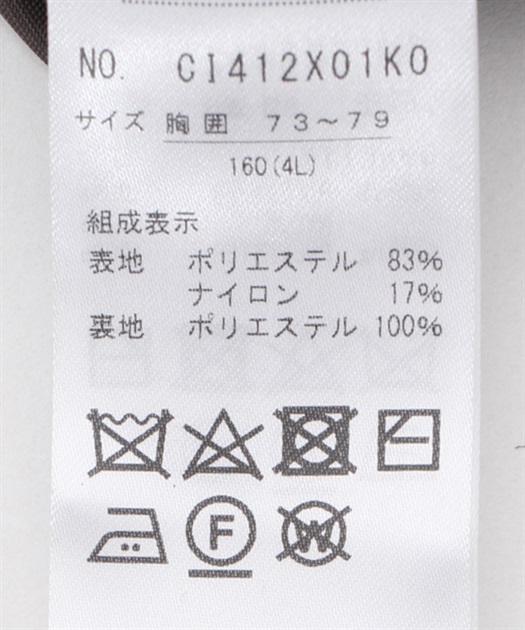 NO. CI412X01K0
サイズ 胸囲 73～79
160(4L)
組成表示
表地 ポリエステル 83%
ナイロン 17%
裏地 ポリエステル 100%
F W